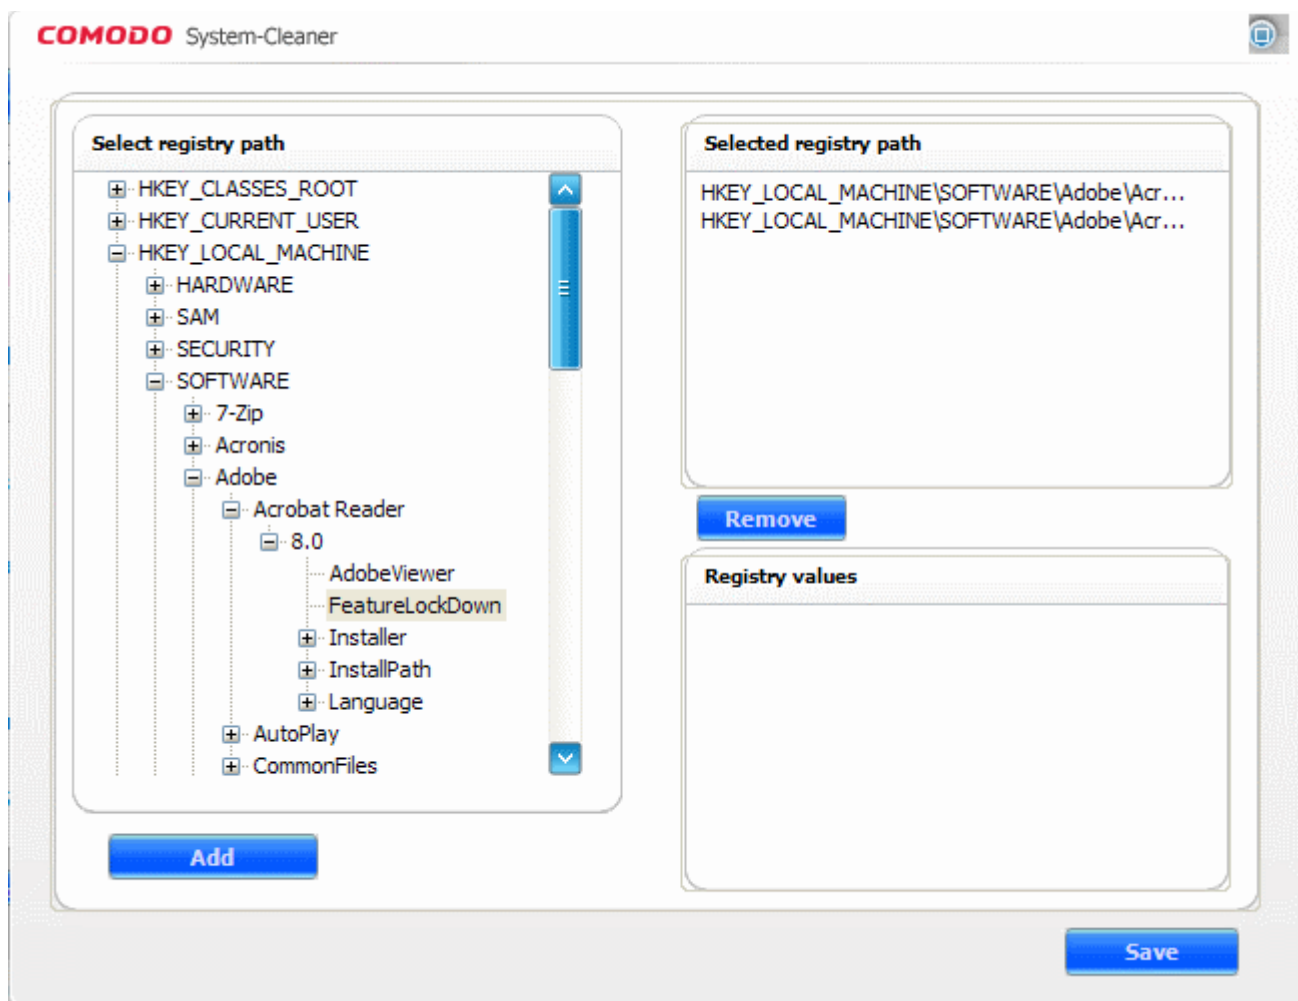 COMODO System-Cleaner
Select registry path
HKEY_CLASSES_ROOT
HKEY_CURRENT_USER
HKEY_LOCAL_MACHINE
HARDWARE
SAM
SECURITY
SOFTWARE
7-Zip
Acronis
Adobe
Acrobat Reader
8.0
AdobeViewer
FeatureLockDown
Installer
InstallPath
Language
AutoPlay
CommonFiles
Add
Selected registry path
HKEY_LOCAL_MACHINE\SOFTWARE\Adobe\Acr...
HKEY_LOCAL_MACHINE\SOFTWARE\Adobe\Acr...
Remove
Registry values
Save